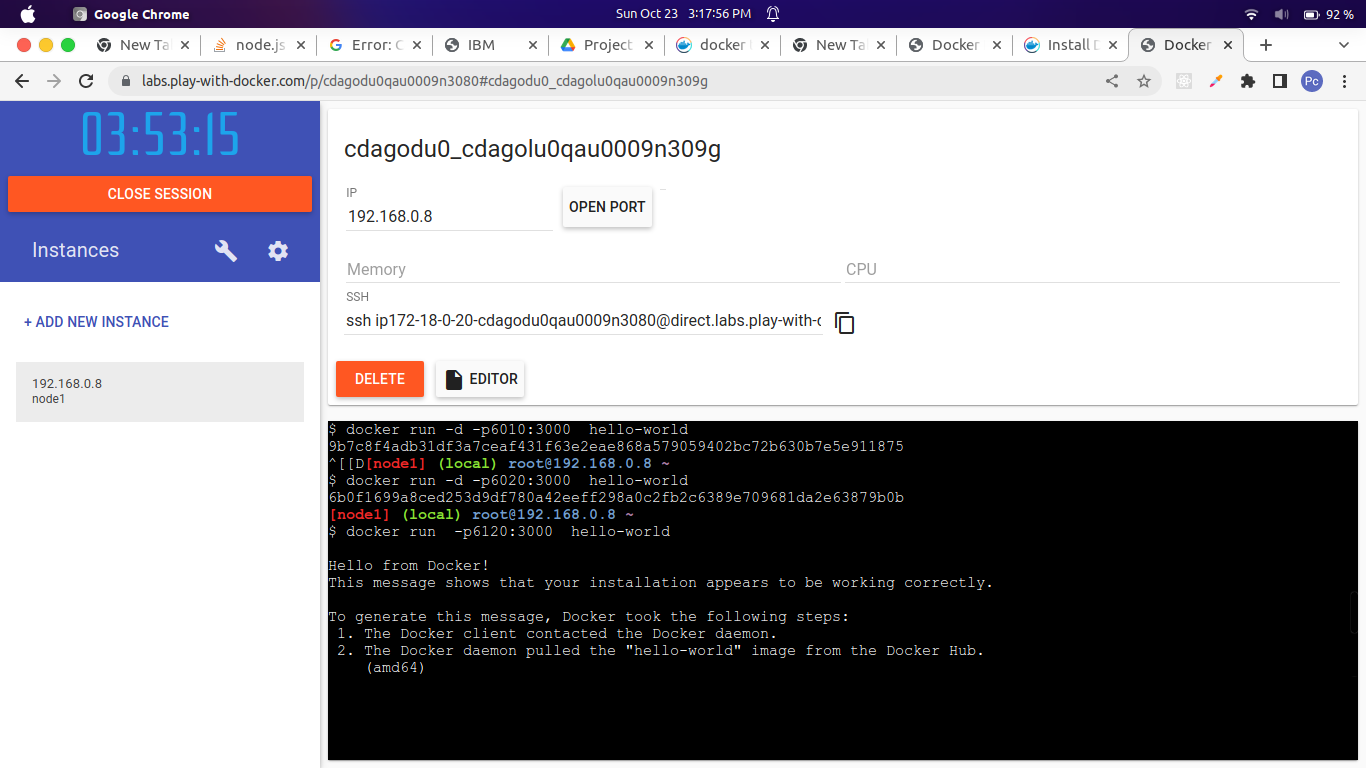 Google Chrome
Sun Oct 23 3:17:56 PM
92 %
New Ta
node.js
Error: C
IBM
Project
docker
New Ta
Docker
Install D
Docker
labs.play-with-docker.com/p/cdagodu0qau0009n3080#cdagodu0_cdagolu0qau0009n309g
Pc
03:53:15
CLOSE SESSION
Instances
+ ADD NEW INSTANCE
192.168.0.8
node1
cdagodu0_cdagolu0qau0009n309g
IP
192.168.0.8
OPEN PORT
Memory
CPU
SSH
ssh ip172-18-0-20-cdagodu0qau0009n3080@direct.labs.play-with-d
DELETE
EDITOR
$ docker run -d -p6010:3000  hello-world
9b7c8f4adb31df3a7ceaf431f63e2eae868a579059402bc72b630b7e5e911875
^[[D[node1] (local) root@192.168.0.8 ~
$ docker run -d -p6020:3000  hello-world
6b0f1699a8ced253d9df780a42eeff298a0c2fb2c6389e709681da2e63879b0b
[node1] (local) root@192.168.0.8 ~
$ docker run  -p6120:3000  hello-world
Hello from Docker!
This message shows that your installation appears to be working correctly.
To generate this message, Docker took the following steps:
1. The Docker client contacted the Docker daemon.
2. The Docker daemon pulled the "hello-world" image from the Docker Hub.
(amd64)